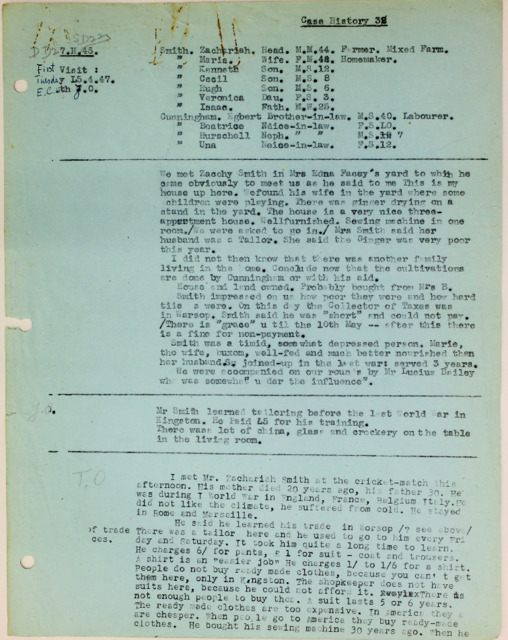 Case History 38
7.H.45.
First
Visit :
Tuesday 15.4.47.
Smith. Zachariah. Head. M.M.44. Farmer. Mixed Farm.
" Maria. Wife. F.M.48. Homemaker.
" Kenneth Son. M.S.12.
" Cecil Son. M.S. 8
" Hugh Son. M.S. 6.
" Veronica Dau. F.S. 3.
" Isaac. Fath.
Cunningham. Egbert Brother-in-law. M.S.40. Labourer.
" Beatrice Neice-in-law. F.S.10.
" Hurschell Neph. " " M.S. 7
" Una Neice-in-law. F.S.12.
We met Zacchy Smith in Mrs Edna Facey's yard to which he
came obviously to meet us as he said to me This is my
house up here. Wefound his wife in the yard where some
children were playing. There was ginger drying on a
stand in the yard. The house is a very nice three-
appartment house. Wellfurnished. Sewing machine in one
room./We were asked to go in./ Mrs Smith said her
husband was a Tailor. She said the Ginger was very poor
this year.
I did not then know that there was another family
living in the home. Conclude now that the cultivations
are done by Cunningham or with his aid.
House and land owned. Probably bought from Mrs B.
Smith impressed on us how poor they were and how hard
times were. On this day the Collector of Taxes was
in Warsop. Smith said he was "short" and could not pay.
/There is "grace" until the 10th May -- after this there
is a fine for non-payment.
Smith was a timid, somewhat depressed person. Marie,
the wife, buxom, well-fed and much better nourished than
her husband. joined-up in the last war: served 3 years.
We were accompanied on our rounds by Mr Lucius Dailey
who was somewhat under the influence".
J.O.
Mr Smith learned tailoring before the last World War in
Kingston. He Paid L5 for his training.
There was lot of china, glass and crockery on the table
in the living room.
T.O
I met Mr. Zachariah Smith at the cricket-match this
afternoon. His mother died 20 years ago, his father 30. He
was during I World War in England, France, Belgium Italy. He
did not like the climate, he suffered from cold. He stayed
in Rome and Marseille.
He said he learned his trade in Worsop /? see above/
of trade There was a tailor here and he used to go to him every Fri
ces. day and Saturday. It took him quite a long time to learn.
He charges 6/ for pants, £ 1 for suit - coat and trousers.
A shirt is an "easier job" He charges 1/ to 1/6 for a shirt.
People do not buy ready made clothes, because you can't get
them here, only in Kingston. The shopkeeper does not have
suits here, because he could not afford it. There is
not enough people to buy them. A suit lasts 5 or 6 years.
The ready made clothes are too expensive. In America they
are cheaper. When people go to America they buy ready-made
clothes. He bought his sewing machine 30 years ago. When he